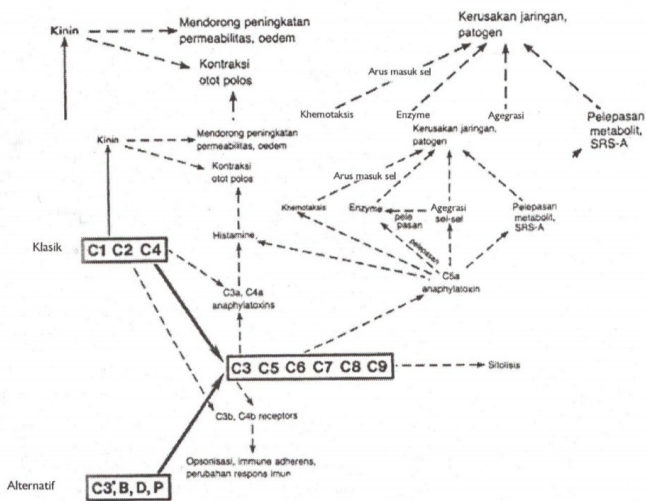 Kinin
Mendorong peningkatan
permeabilitas, oedem
Kontraksi
otot polos
Kerusakan jaringan,
patogen
Arus masuk sel
Khemotaksis
Enzyme
Agegrasi
Pelepasan
metabolit,
SRS-A
Kinin
Mendorong peningkatan
permeabilitas, oedem
Kontraksi
otot polos
Kerusakan jaringan,
patogen
Arus masuk sel
Khemotaksis
Enzyme
pele
pasan
Agegrasi
sel-sel
Pelepasan
metabolit,
SRS-A
Histamine
pelepasan
Klasik
C1 C2 C4
C3a, C4a
anaphylatoxins
C5a
anaphylatoxin
C3 C5 C6 C7 C8 C9
Sitolisis
C3b, C4b receptors
Opsonisasi, immune adherens,
perubahan respons imun
Alternatif
C3, B, D, P